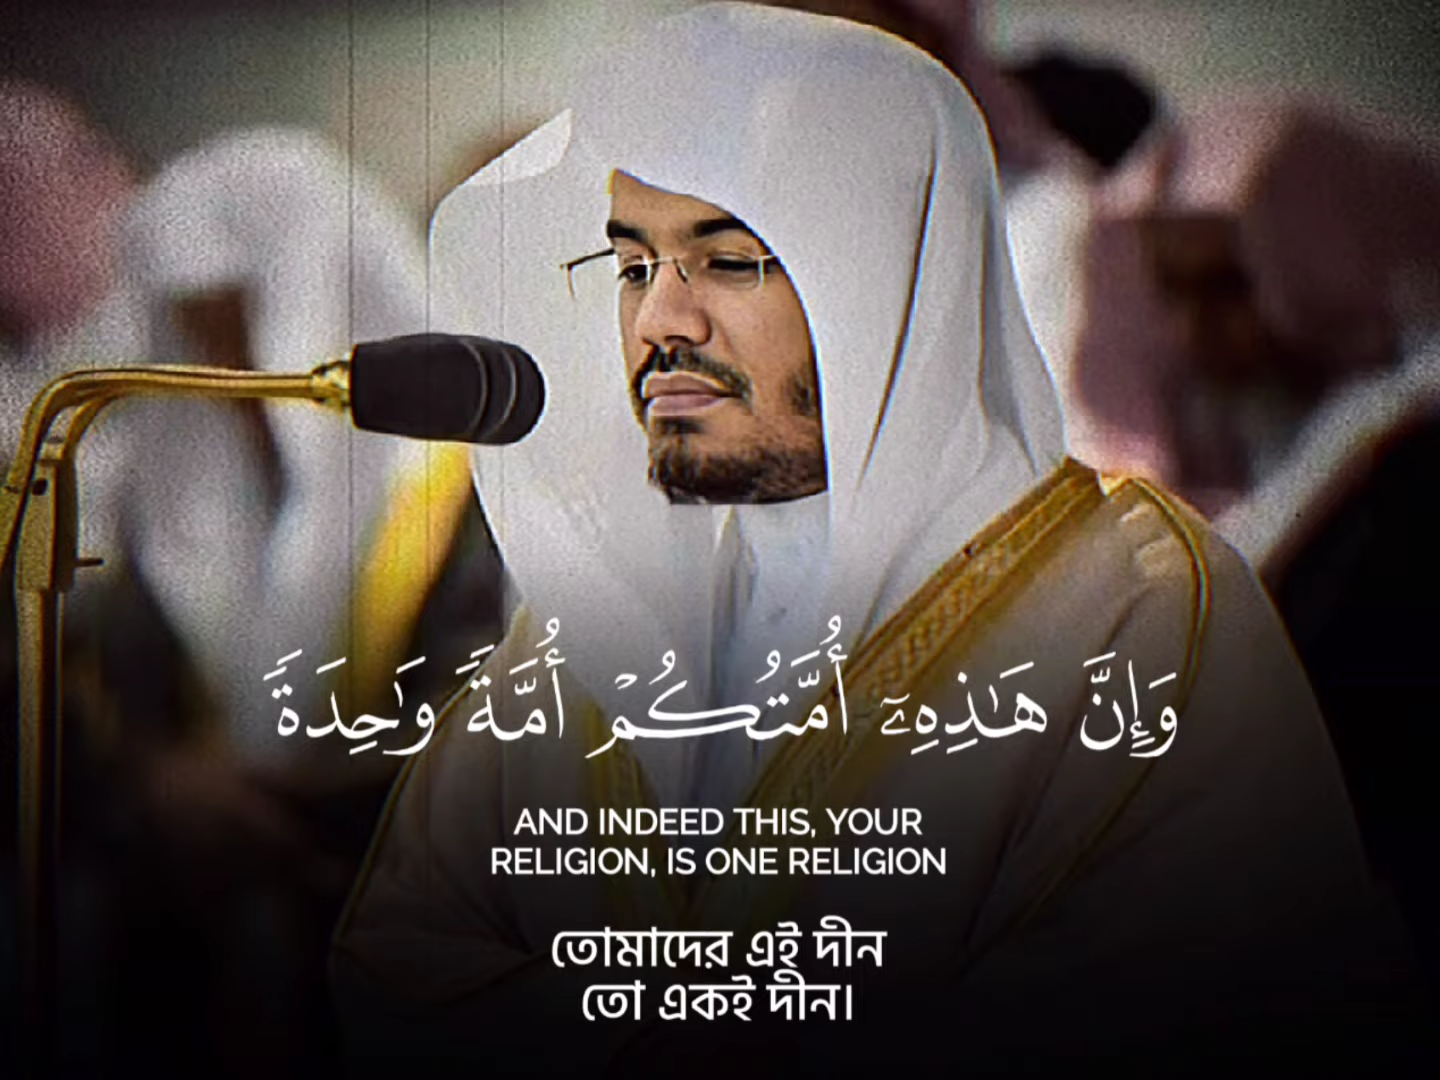 وَإِنَّ هَـٰذِهِۦٓ أُمَّتُكُمْ أُمَّةً وَٰحِدَةً
AND INDEED THIS, YOUR
RELIGION, IS ONE RELIGION
তোমাদের এই দীন
তো একই দীন।